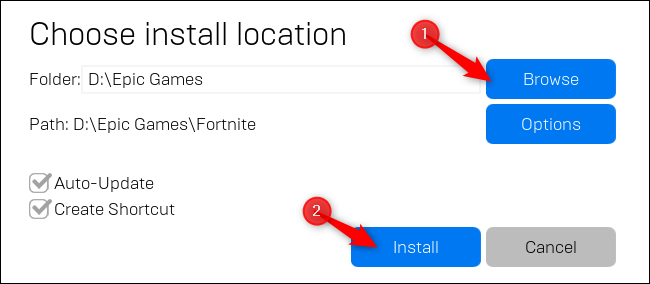 Choose install location
1
Folder: D:\Epic Games Browse
Path: D:\Epic Games\Fortnite Options
Auto-Update
Create Shortcut
2
Install Cancel